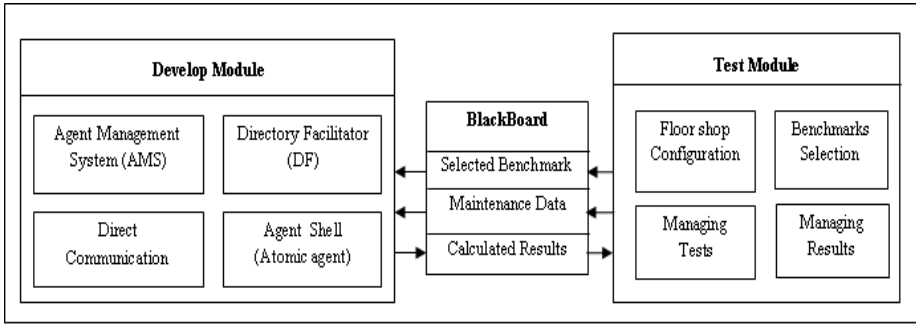 Develop Module
Agent Management
System (AMS)
Directory Facilitator
(DF)
Direct
Communication
Agent Shell
(Atomic agent)
BlackBoard
Selected Benchmark
Maintenance Data
Calculated Results
Test Module
Floor shop
Configuration
Benchmarks
Selection
Managing
Tests
Managing
Results